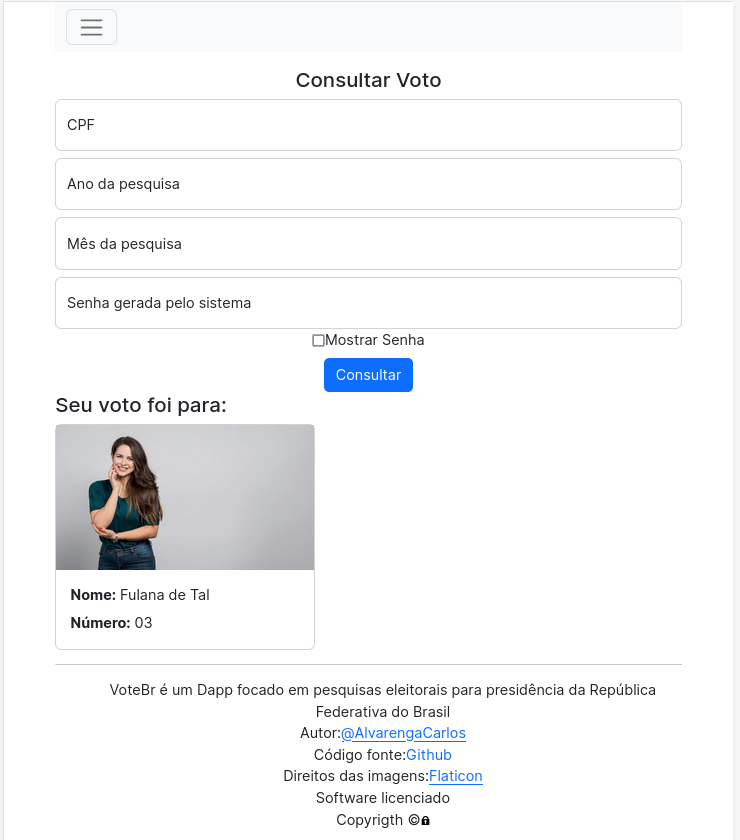 Consultar Voto
CPF
Ano da pesquisa
Mês da pesquisa
Senha gerada pelo sistema
Mostrar Senha
Consultar
Seu voto foi para:
Nome: Fulana de Tal
Número: 03
VoteBr é um Dapp focado em pesquisas eleitorais para presidência da República
Federativa do Brasil
Autor:@AlvarengaCarlos
Código fonte:Github
Direitos das imagens:Flaticon
Software licenciado
Copyrigth ©